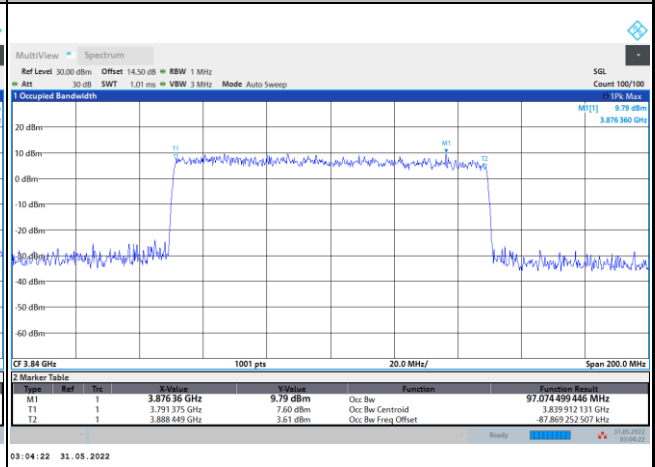 MultiView Spectrum
Ref Level 30.00 dBm Offset 14.50 dB RBW 1 MHz SGL
Att 30 dB SWT 1.01 ms VBW 3 MHz Mode Auto Sweep Count 100/100
1 Occupied Bandwidth 1Pk Max
M1[1] 9.79 dBm
3.876 360 GHz
20 dBm
M1
T1
10 dBm
T2
0 dBm
-10 dBm
-20 dBm
-30 dBm
-40 dBm
-50 dBm
-60 dBm
CF 3.84 GHz 1001 pts 20.0 MHz/ Span 200.0 MHz
2 Marker Table
Type Ref Trc X-Value Y-Value Function Function Result
M1 1 3.876 36 GHz 9.79 dBm Occ Bw 97.074 499 446 MHz
T1 1 3.791 375 GHz 7.60 dBm Occ Bw Centroid 3.839 912 131 GHz
T2 1 3.888 449 GHz 3.61 dBm Occ Bw Freq Offset -87.869 252 507 kHz
Ready 31.05.2022
03:04:22
03:04:22 31.05.2022